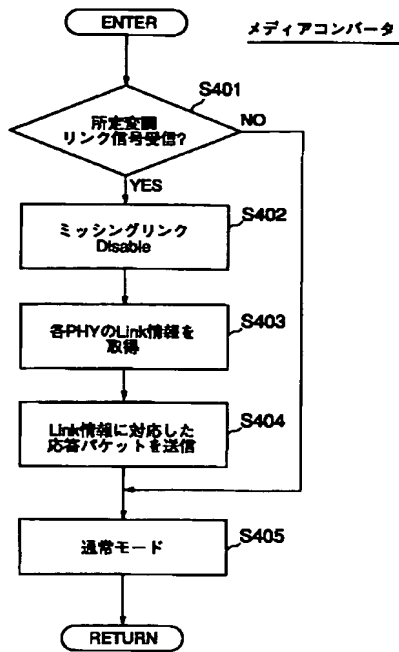 ENTER
メディアコンバータ
S401
所定変調
リンク信号受信?
NO
YES
S402
ミッシングリンク
Disable
S403
各PHYのLink情報を
取得
S404
Link情報に対応した
応答パケットを送信
S405
通常モード
RETURN